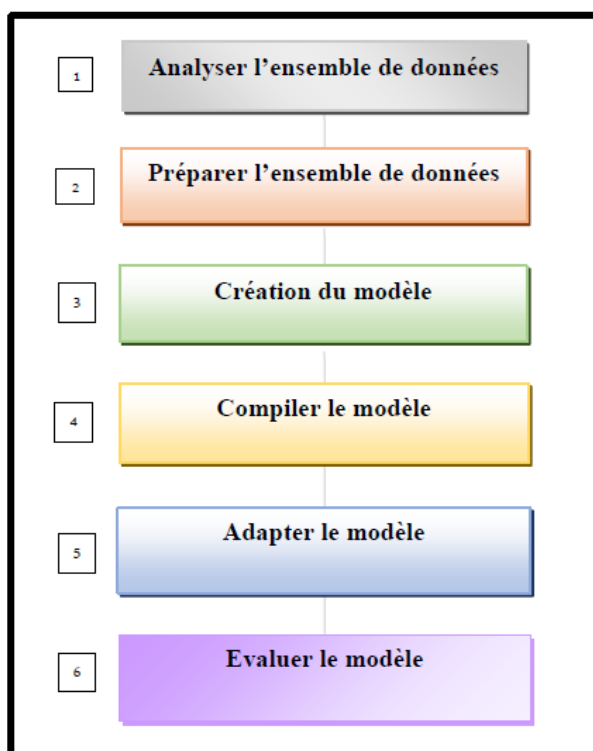 1
Analyser l'ensemble de données
2
Préparer l'ensemble de données
3
Création du modèle
4
Compiler le modèle
5
Adapter le modèle
6
Evaluer le modèle